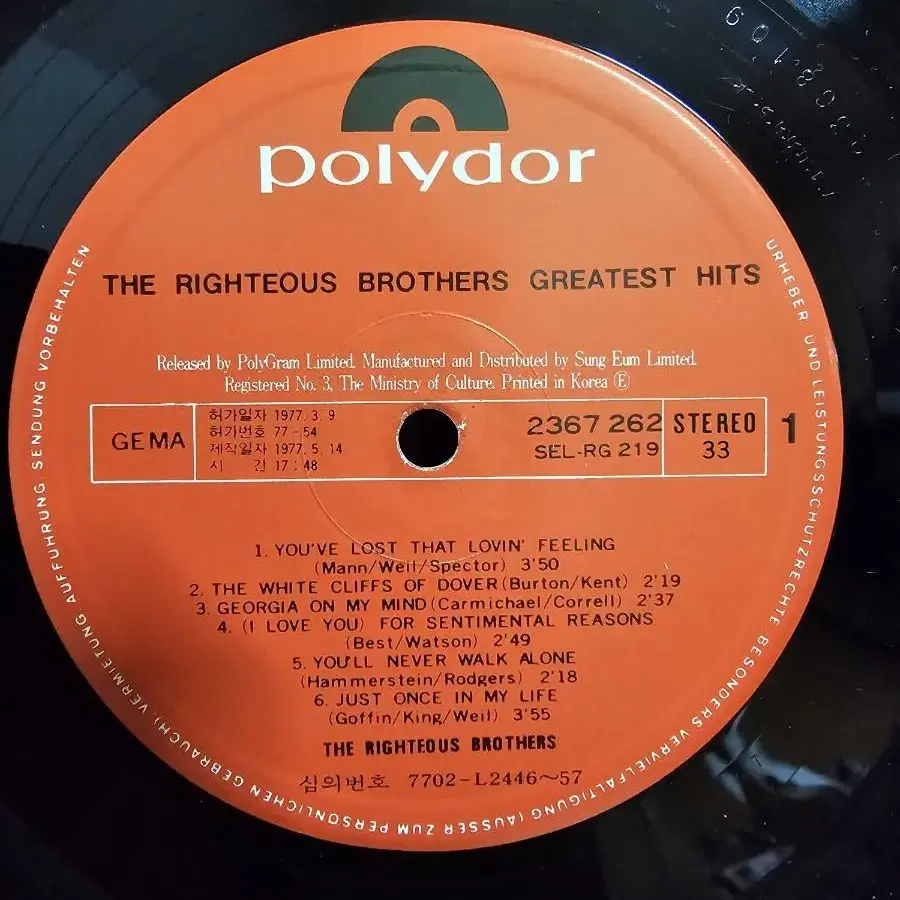 polydor
THE RIGHTEOUS BROTHERS GREATEST HITS
Released by PolyGram Limited. Manufactured and Distributed by Sung Eum Limited.
Registered No. 3, The Ministry of Culture. Printed in Korea Ⓔ
GEMA
허가일자 1977. 3. 9
허가번호 77-54
제작일자 1977. 5. 14
시 간 17:48
2367 262
SEL-RG 219
STEREO
33
1
1. YOU'VE LOST THAT LOVIN' FEELING
(Mann/Weil/Spector) 3'50
2. THE WHITE CLIFFS OF DOVER(Burton/Kent) 2'19
3. GEORGIA ON MY MIND(Carmichael/Correll) 2'37
4. (I LOVE YOU) FOR SENTIMENTAL REASONS
(Best/Watson) 2'49
5. YOU'LL NEVER WALK ALONE
(Hammerstein/Rodgers) 2'18
6. JUST ONCE IN MY LIFE
(Goffin/King/Weil) 3'55
THE RIGHTEOUS BROTHERS
심의번호 7702-L2446~57
URHEBER UND LEISTUNGSSCHUTZRECHTE BESONDERS VERVIELFÄLTIGUNG (AUSSER ZUM PERSÖNLICHEN GEBRAUCH), VERMIETUNG AUFFÜHRUNG SENDUNG VORBEHALTEN